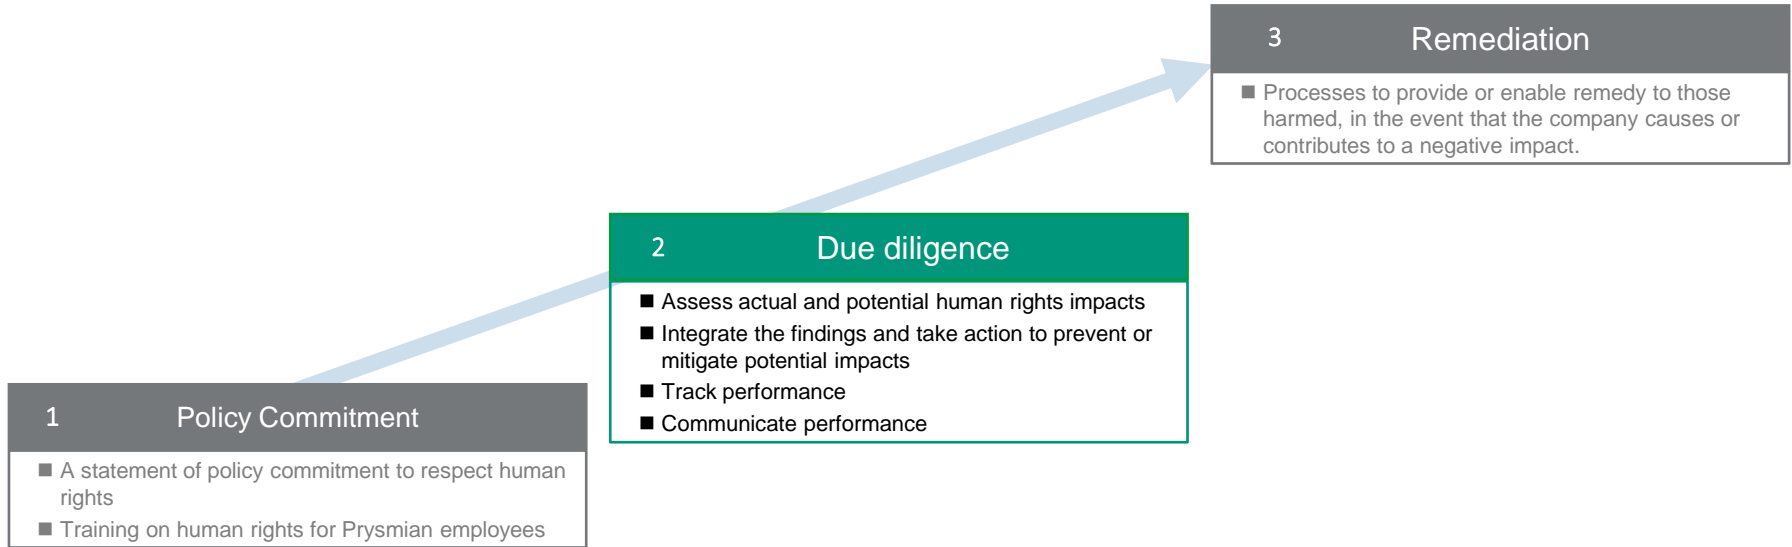 3 Remediation
■ Processes to provide or enable remedy to those
harmed, in the event that the company causes or
contributes to a negative impact.
2 Due diligence
■ Assess actual and potential human rights impacts
■ Integrate the findings and take action to prevent or
mitigate potential impacts
■ Track performance
■ Communicate performance
1 Policy Commitment
■ A statement of policy commitment to respect human
rights
■ Training on human rights for Prysmian employees